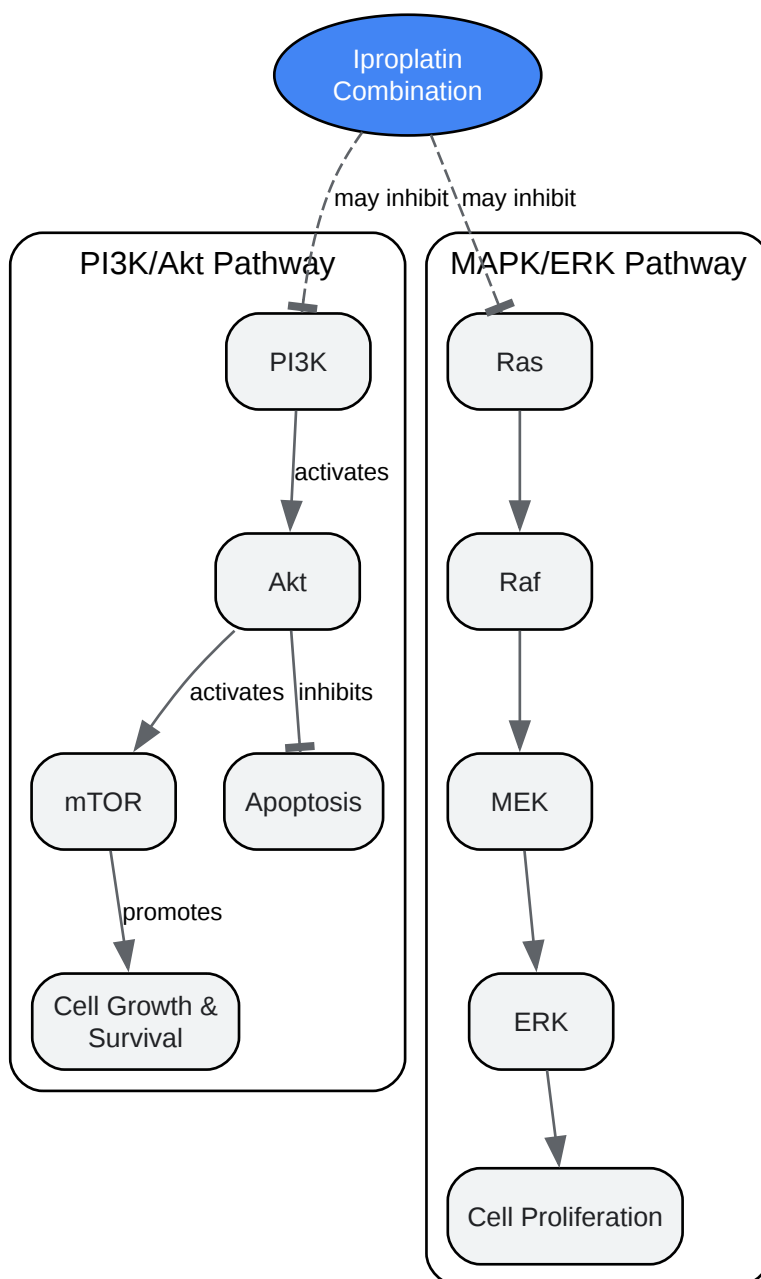 Iproplatin
Combination
may inhibit
may inhibit
PI3K/Akt Pathway
PI3K
activates
Akt
activates
inhibits
mTOR
Apoptosis
promotes
Cell Growth &
Survival
MAPK/ERK Pathway
Ras
Raf
MEK
ERK
Cell Proliferation